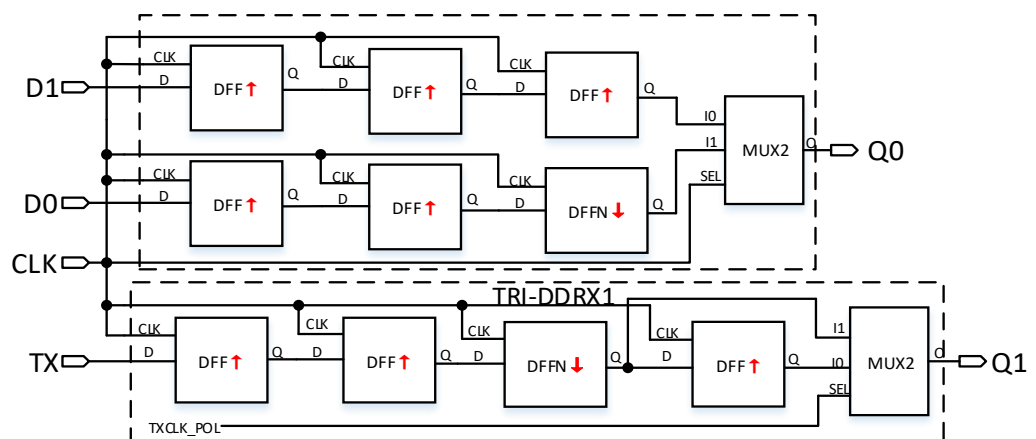 CLK CLK CLK
D1 D DFF Q D DFF Q D DFF Q I0
I1 MUX2 O Q0
CLK CLK CLK SEL
D0 D DFF Q D DFF Q D DFFN Q
CLK
TRI-DDRX1
CLK CLK CLK CLK I1
TX D DFF Q D DFF Q D DFFN Q D DFF Q I0 MUX2 O Q1
SEL
TXCLK_POL